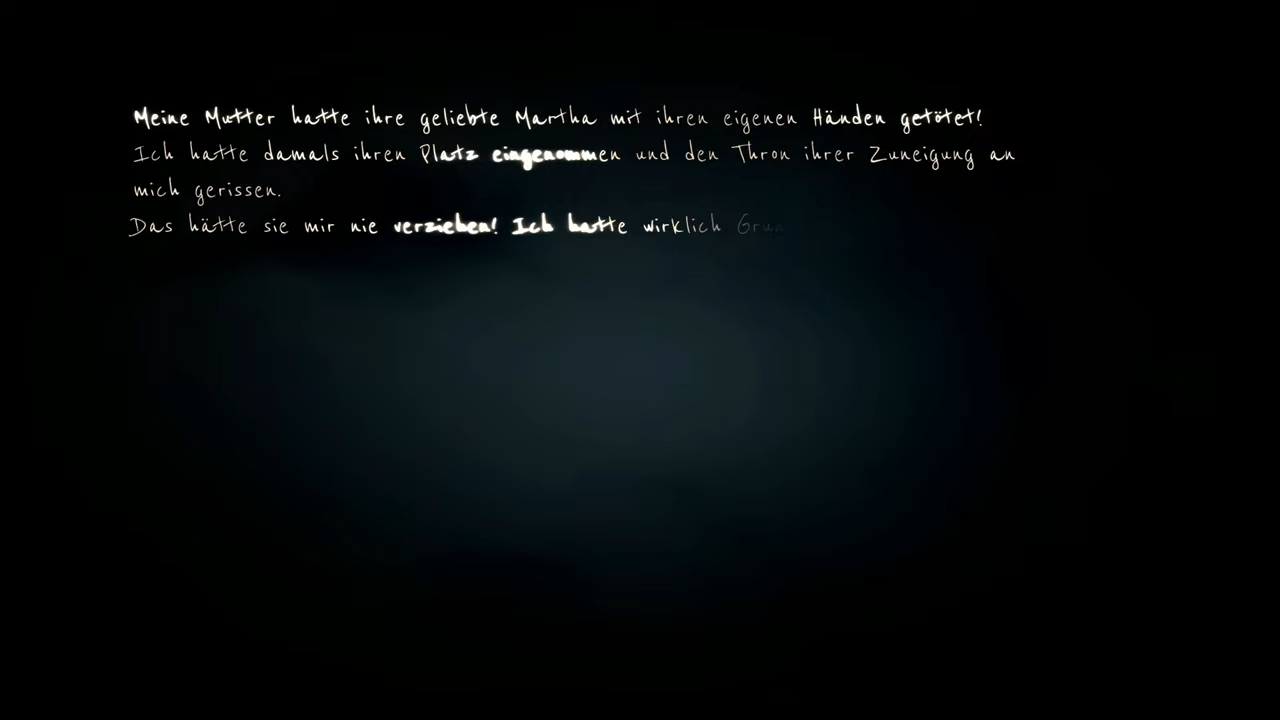 Meine Mutter hatte ihre geliebte Martha mit ihren eigenen Händen getötet!
Ich hatte damals ihren Platz eingenommen und den Thron ihrer Zuneigung an
mich gerissen.
Das hätte sie mir nie verziehen! Ich hatte wirklich